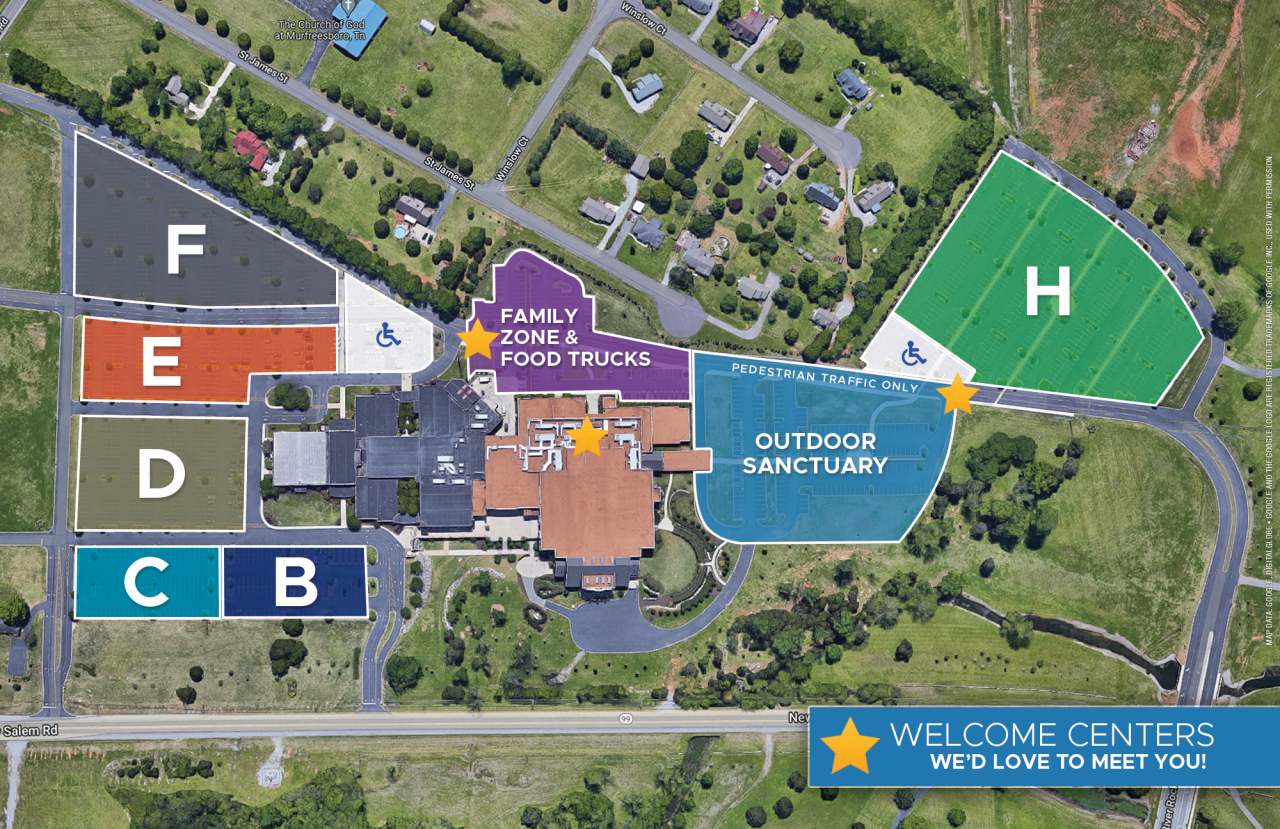 Winslow Ct
The Church of God
at Murfreesboro, Tn
St James St
Winslow Ct
St James St
F
H
FAMILY
ZONE &
FOOD TRUCKS
E
PEDESTRIAN TRAFFIC ONLY
OUTDOOR
SANCTUARY
D
C
B
99
Salem Rd
New
WELCOME CENTERS
WE'D LOVE TO MEET YOU!
MAP DATA: GOOGLE, DIGITALGLOBE • GOOGLE AND THE GOOGLE LOGO ARE REGISTERED TRADEMARKS OF GOOGLE INC., USED WITH PERMISSION.